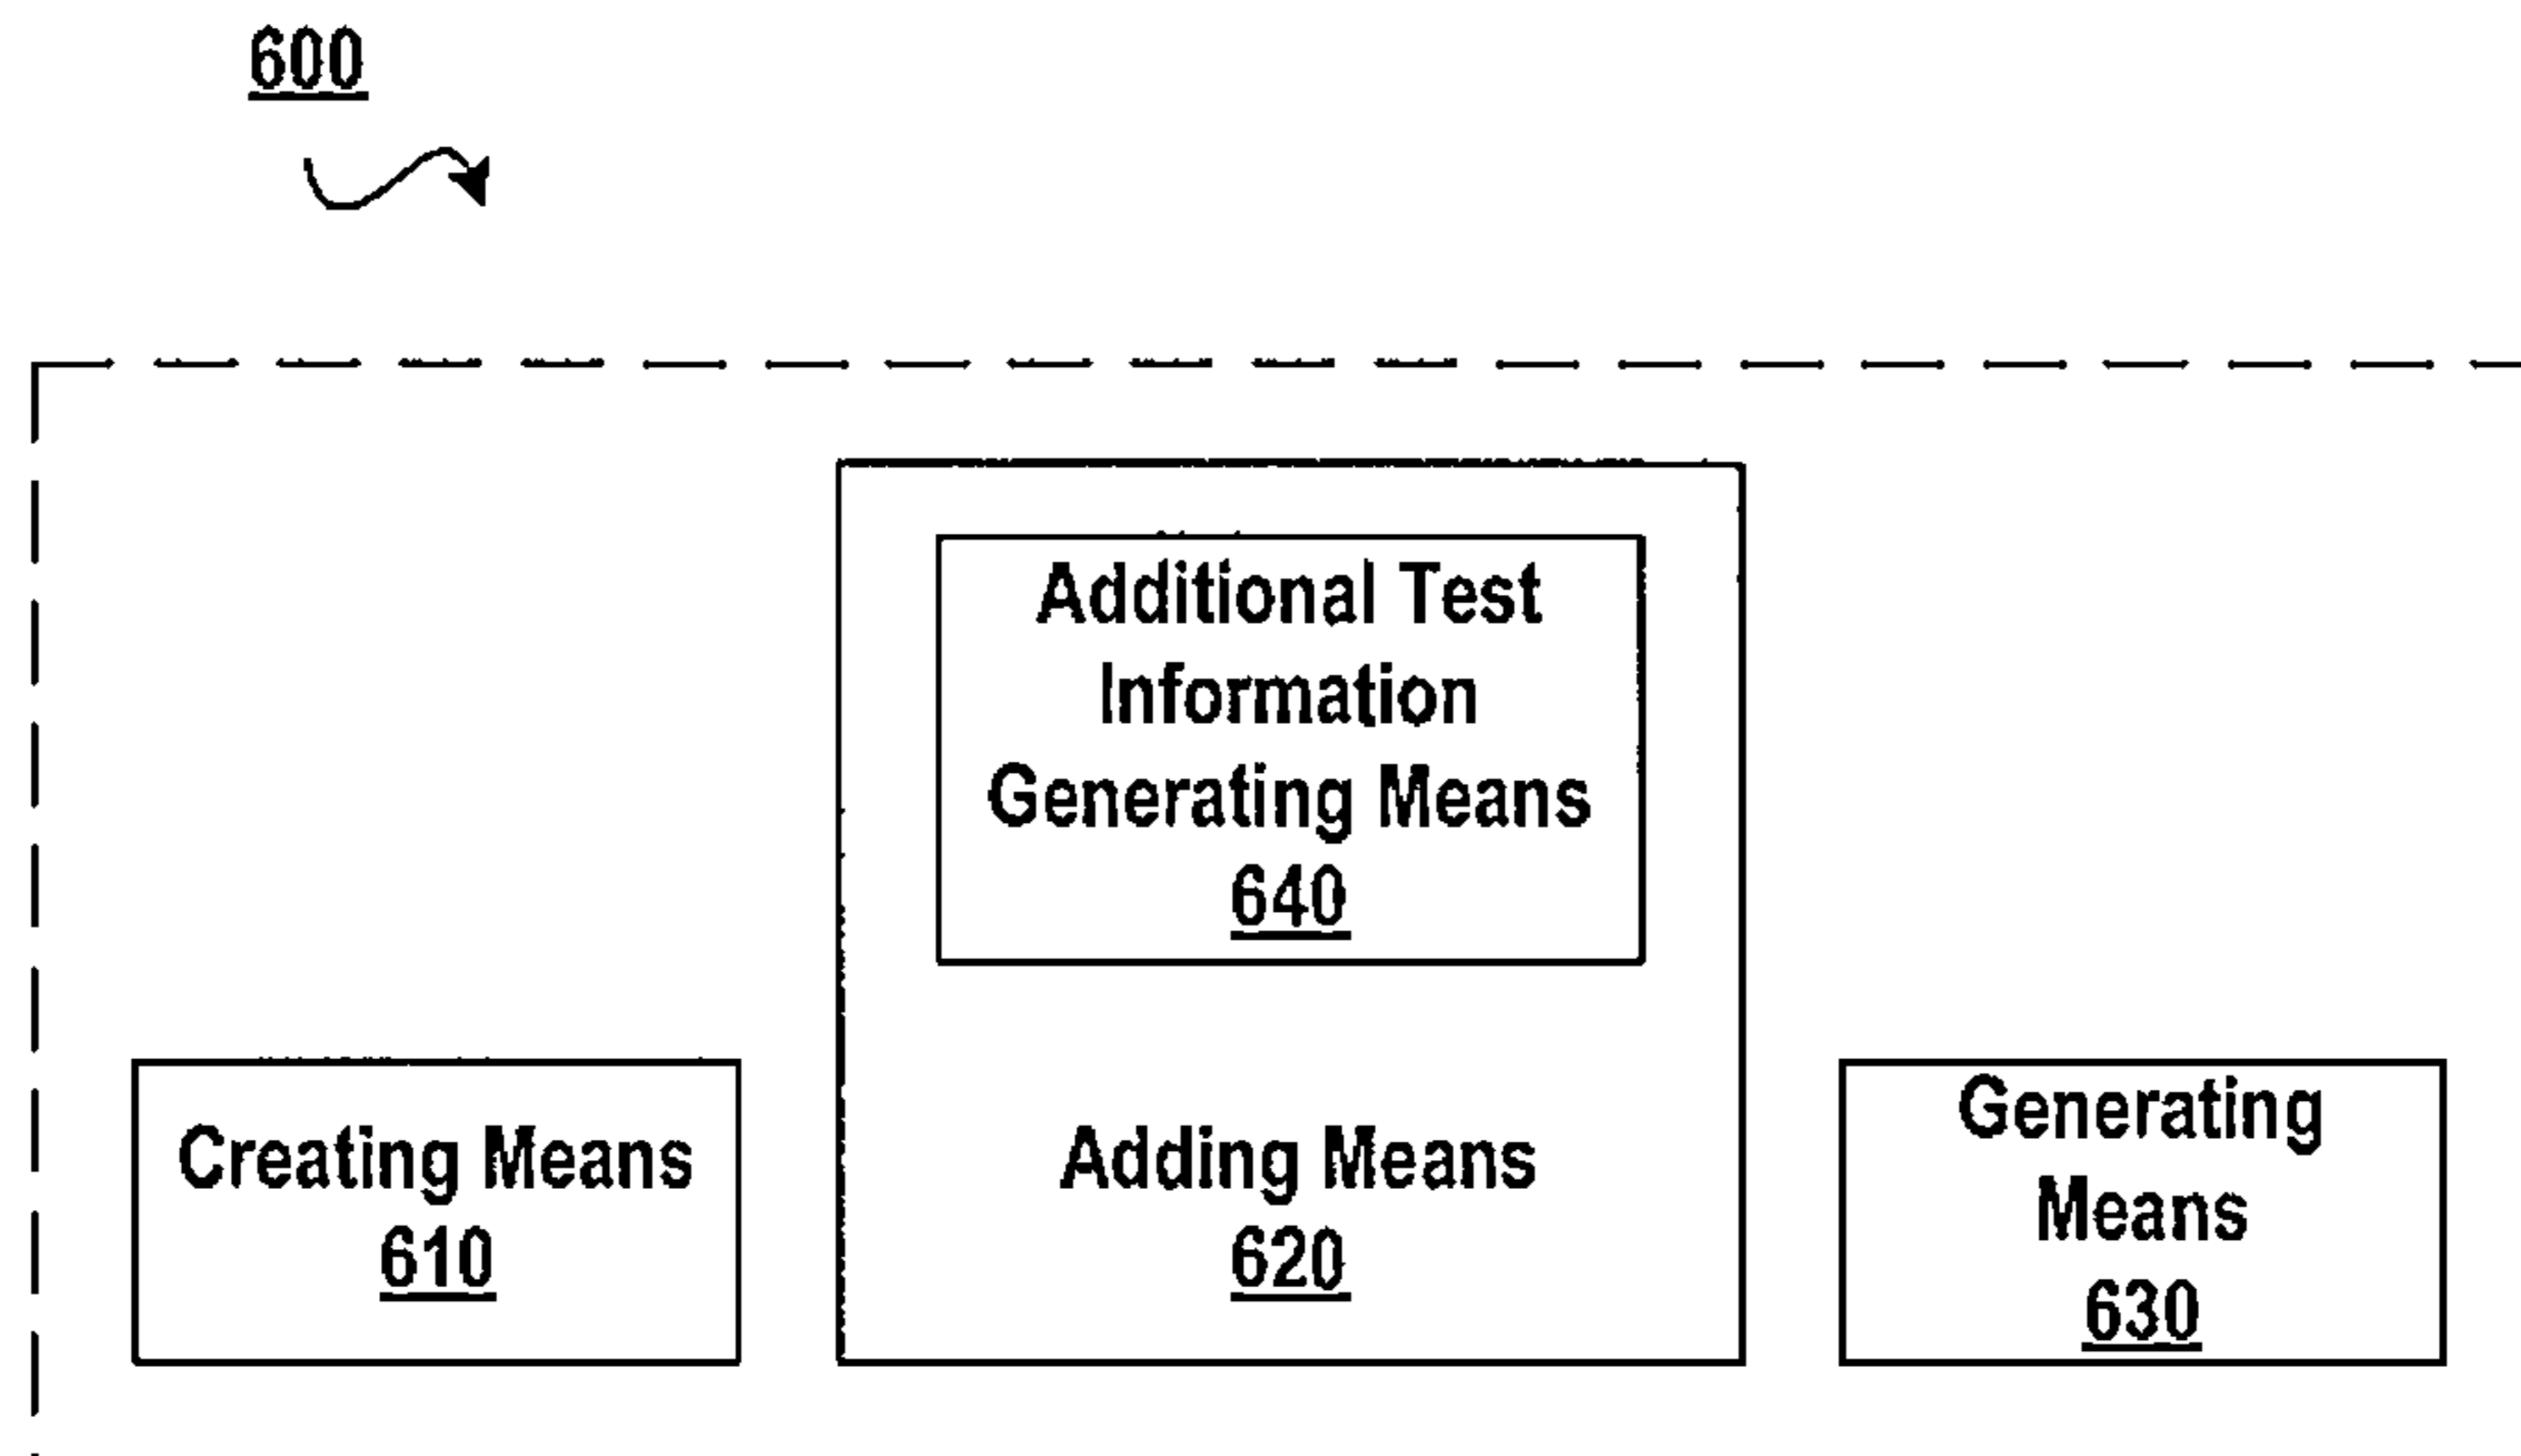 600
Additional Test
Information
Generating Means
640
Creating Means
610
Adding Means
620
Generating
Means
630